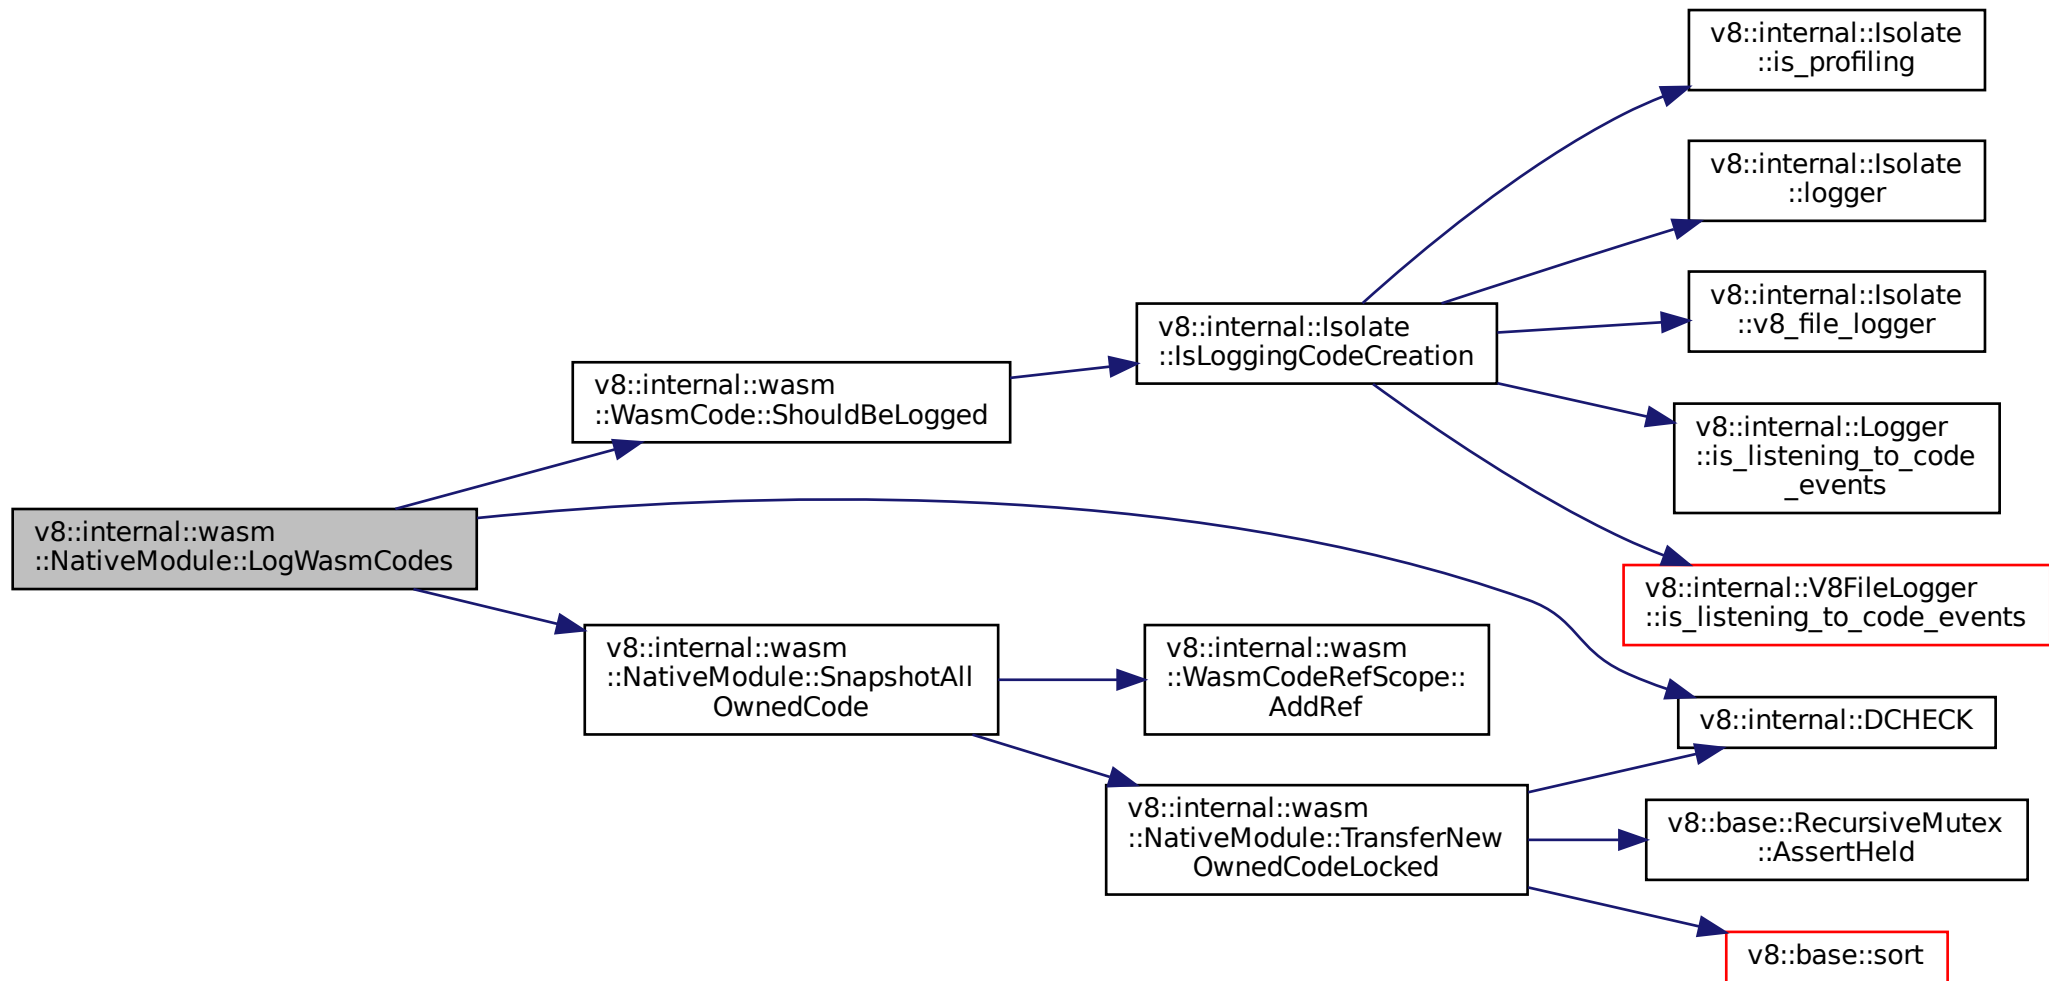 v8::internal::Isolate
::is_profiling
v8::internal::Isolate
::logger
v8::internal::Isolate
::v8_file_logger
v8::internal::Isolate
::IsLoggingCodeCreation
v8::internal::wasm
::WasmCode::ShouldBeLogged
v8::internal::Logger
::is_listening_to_code
_events
v8::internal::wasm
::NativeModule::LogWasmCodes
v8::internal::V8FileLogger
::is_listening_to_code_events
v8::internal::wasm
::NativeModule::SnapshotAll
OwnedCode
v8::internal::wasm
::WasmCodeRefScope::
AddRef
v8::internal::DCHECK
v8::internal::wasm
::NativeModule::TransferNew
OwnedCodeLocked
v8::base::RecursiveMutex
::AssertHeld
v8::base::sort